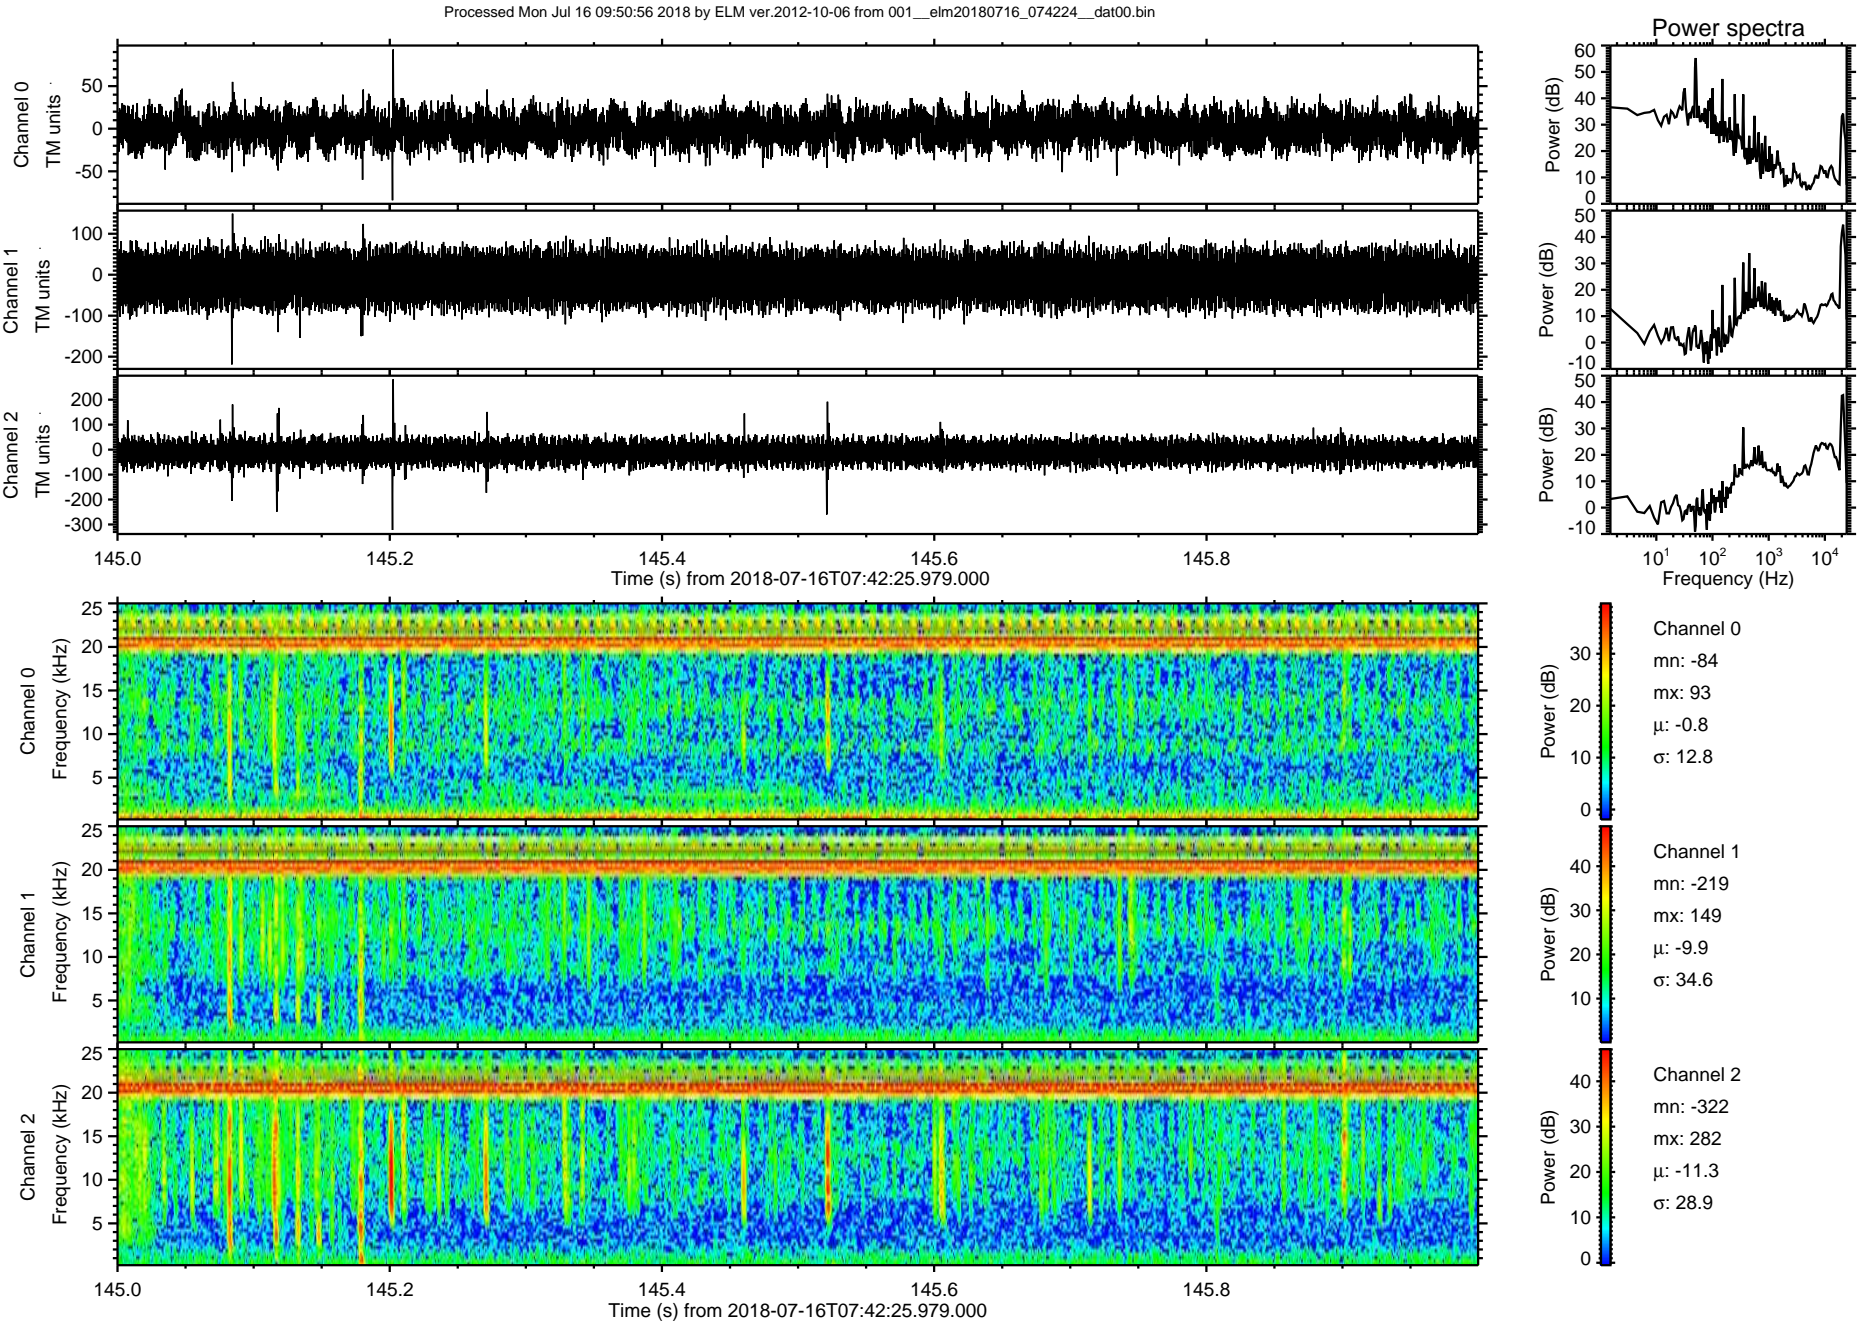 Processed Mon Jul 16 09:50:56 2018 by ELM ver.2012-10-06 from 001__elm20180716_074224__dat00.bin
Power spectra
Channel 0
TM units
50
0
-50
Power (dB)
60
50
40
30
20
10
0
Channel 1
TM units
100
0
-100
-200
Power (dB)
50
40
30
20
10
0
-10
Channel 2
TM units
200
100
0
-100
-200
-300
Power (dB)
50
40
30
20
10
0
-10
145.0 145.2 145.4 145.6 145.8
Time (s) from 2018-07-16T07:42:25.979.000
10^1 10^2 10^3 10^4
Frequency (Hz)
Channel 0
Frequency (kHz)
25
20
15
10
5
Power (dB)
30
20
10
0
Channel 0
mn: -84
mx: 93
μ: -0.8
σ: 12.8
Channel 1
Frequency (kHz)
25
20
15
10
5
Power (dB)
40
30
20
10
Channel 1
mn: -219
mx: 149
μ: -9.9
σ: 34.6
Channel 2
Frequency (kHz)
25
20
15
10
5
Power (dB)
40
30
20
10
0
Channel 2
mn: -322
mx: 282
μ: -11.3
σ: 28.9
145.0 145.2 145.4 145.6 145.8
Time (s) from 2018-07-16T07:42:25.979.000